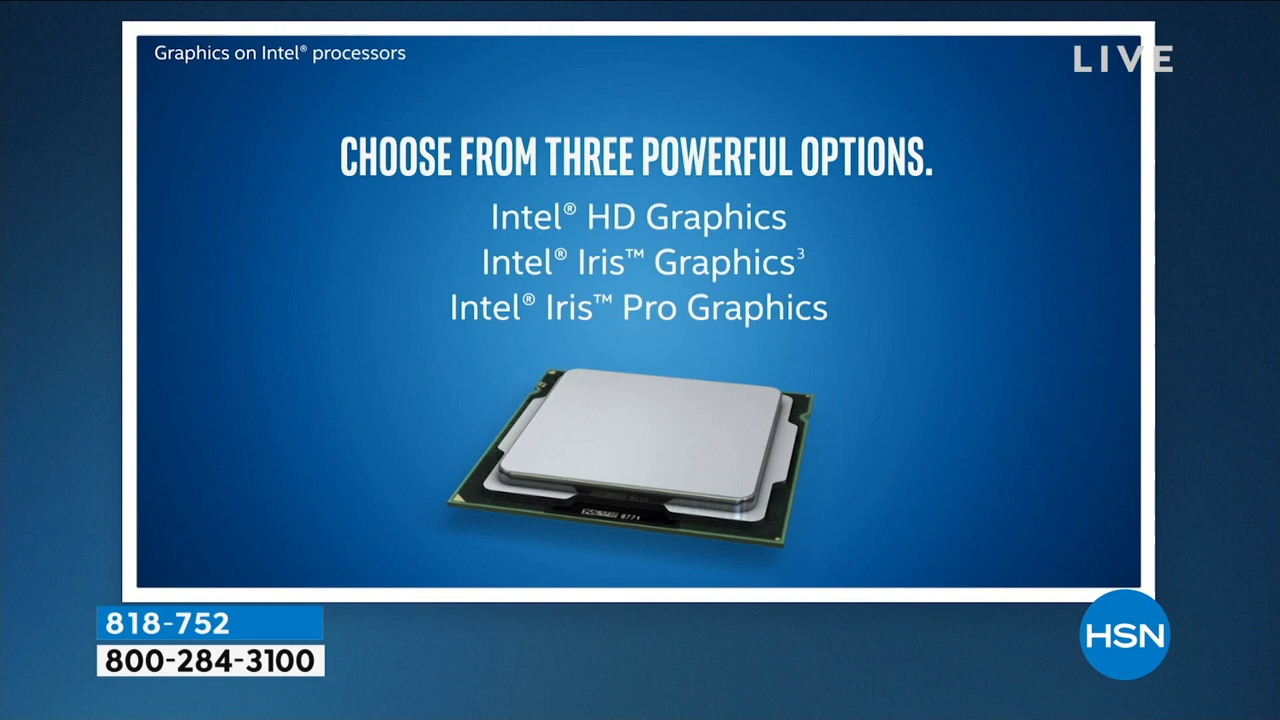 Graphics on Intel® processors
LIVE
CHOOSE FROM THREE POWERFUL OPTIONS.
Intel® HD Graphics
Intel® Iris™ Graphics³
Intel® Iris™ Pro Graphics
818-752
800-284-3100
HSN